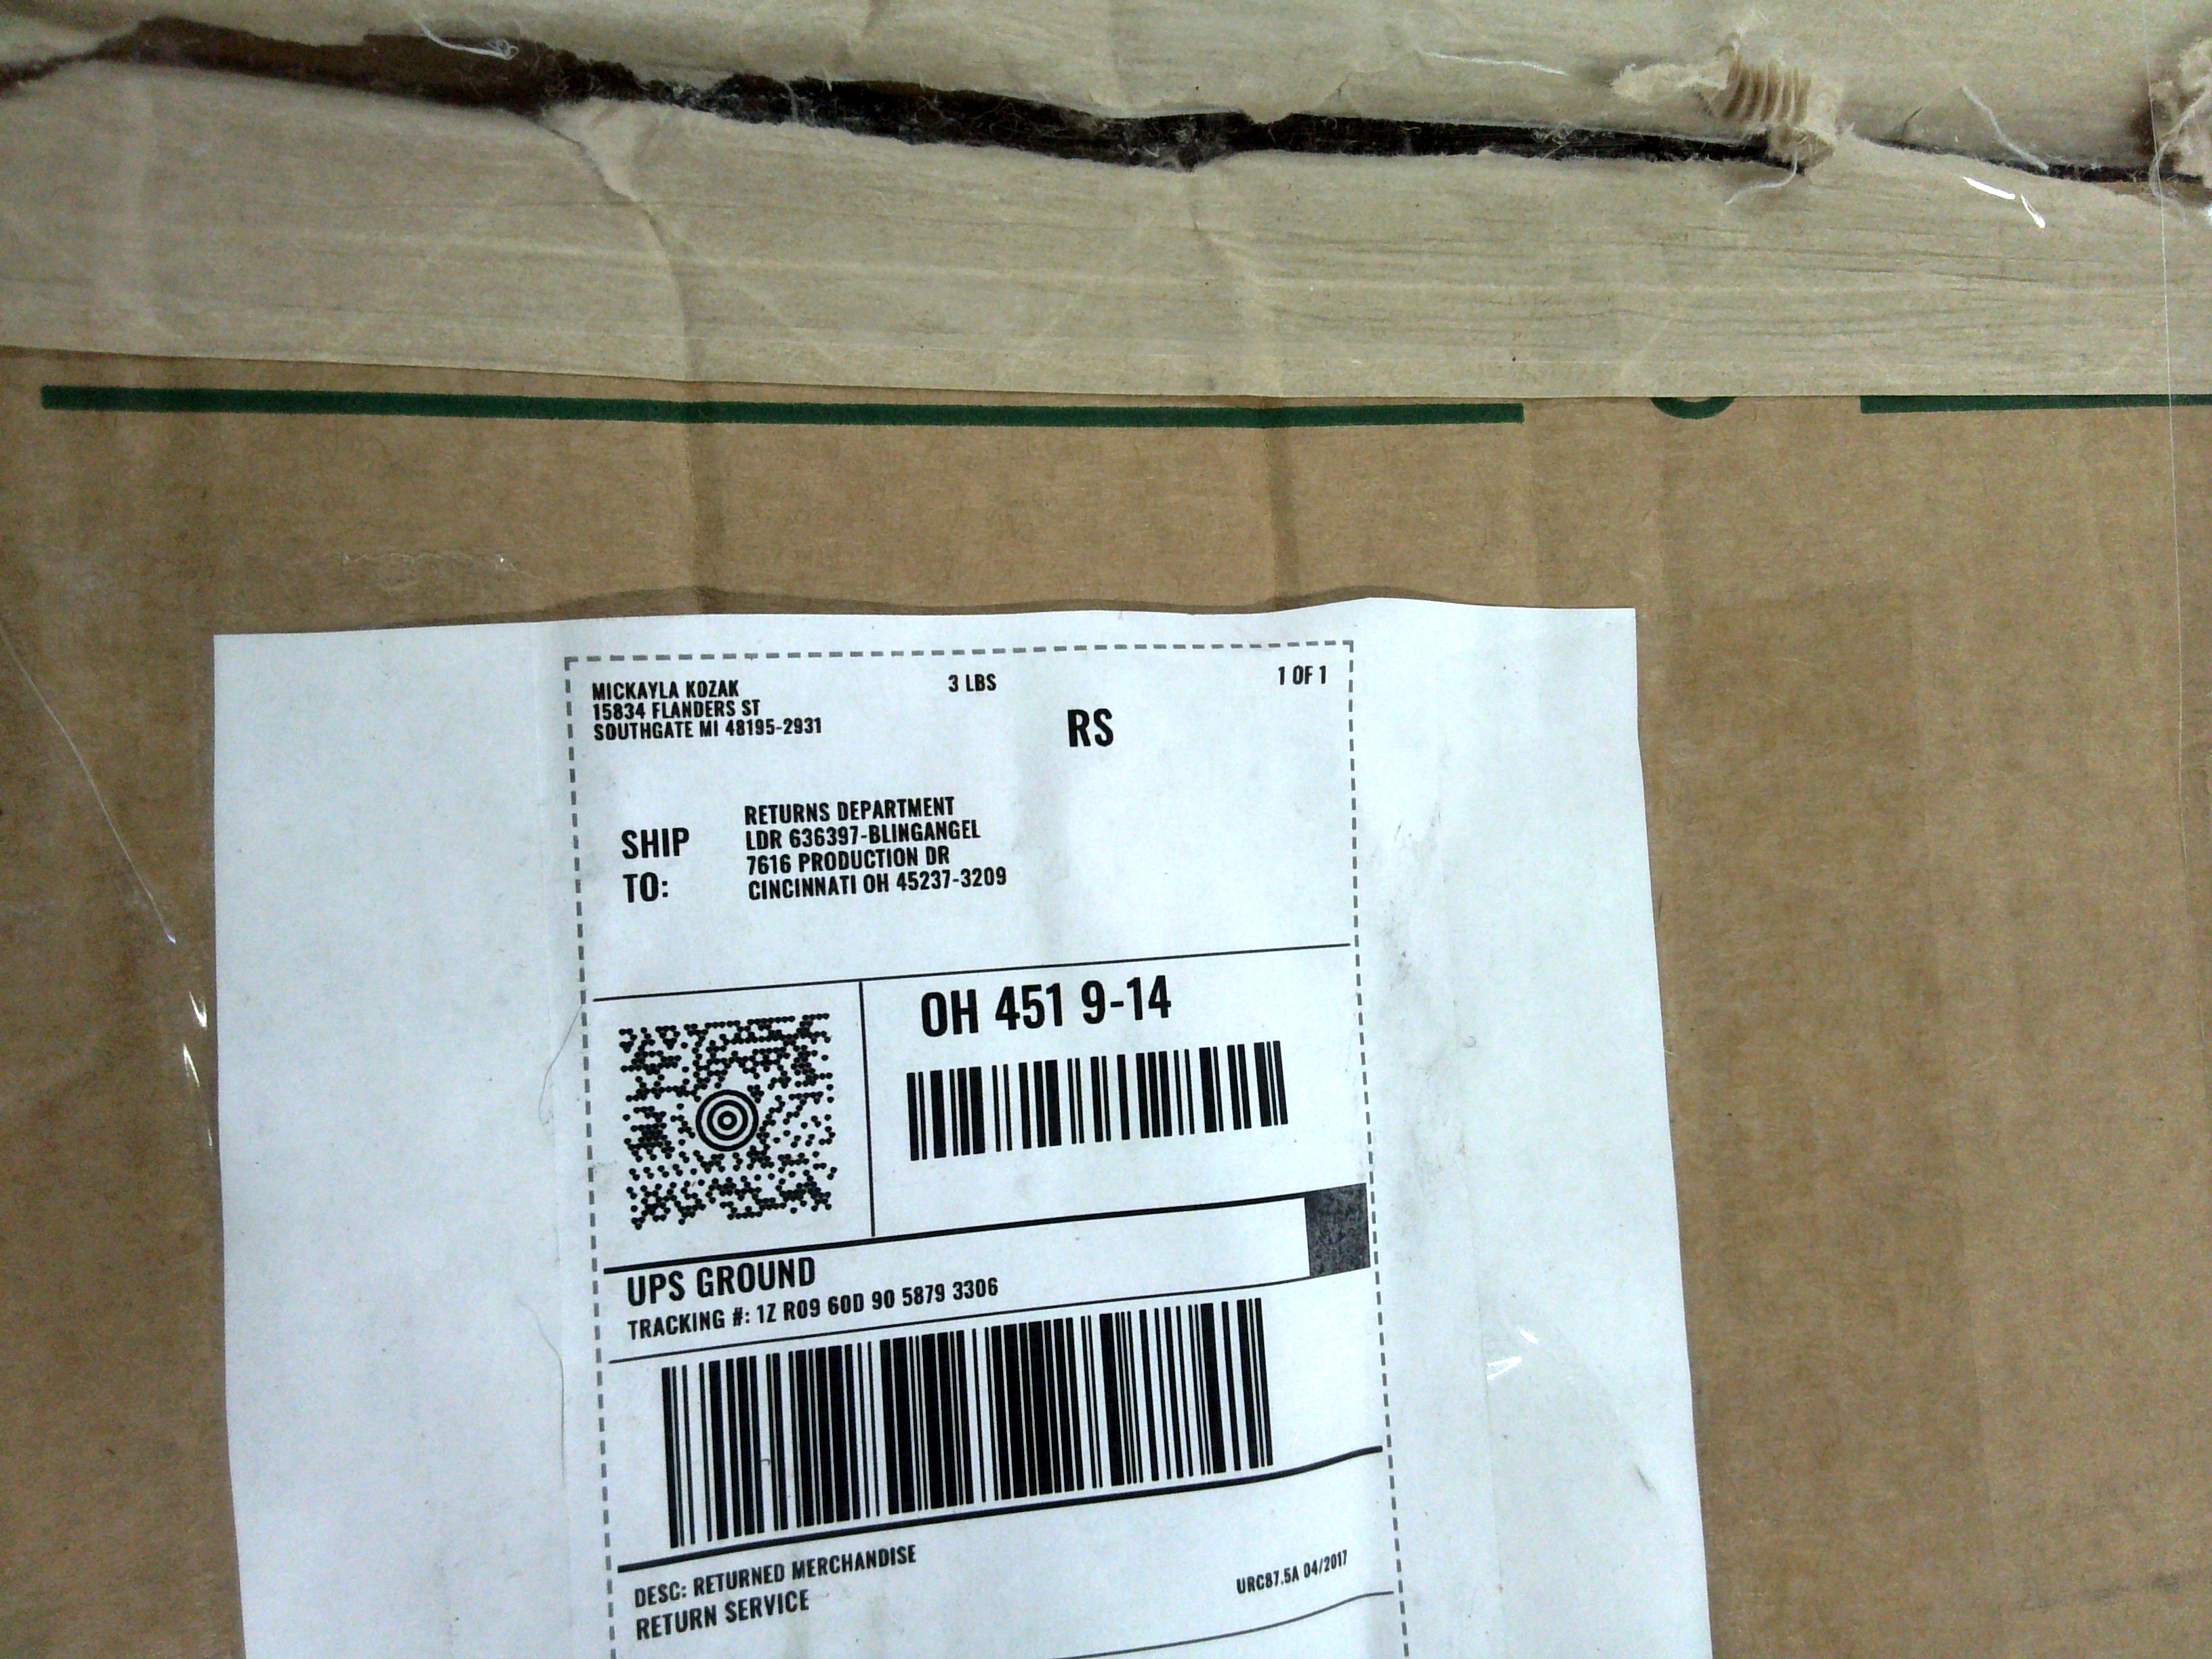 MICKAYLA KOZAK
15834 FLANDERS ST
SOUTHGATE MI 48195-2931
3 LBS
1 OF 1
RS
SHIP TO:
RETURNS DEPARTMENT
LDR 636397-BLINGANGEL
7616 PRODUCTION DR
CINCINNATI OH 45237-3209
OH 451 9-14
UPS GROUND
TRACKING #: 1Z R09 60D 90 5879 3306
DESC: RETURNED MERCHANDISE
RETURN SERVICE
URC87.5A 04/2017